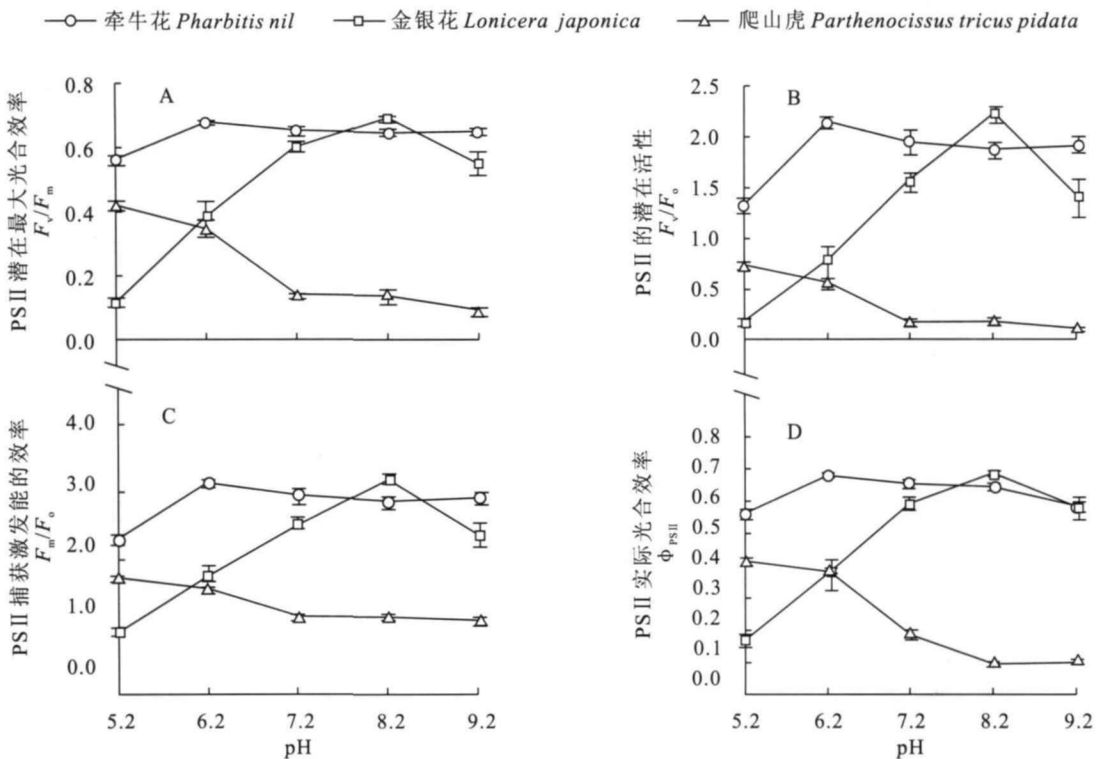 牵牛花 Pharbitis nil 金银花 Lonicera japonica 爬山虎 Parthenocissus tricus pidata
A
PSⅡ潜在最大光合效率
Fv/Fm
0.8
0.6
0.4
0.2
0.0
B
PSⅡ的潜在活性
Fv/Fo
2.5
2.0
1.5
1.0
0.5
0.0
C
PSⅡ捕获激发能的效率
Fm/Fo
4.0
3.0
2.0
1.0
0.0
5.2 6.2 7.2 8.2 9.2
pH
D
PSⅡ实际光合效率
ΦPSⅡ
0.8
0.7
0.6
0.5
0.4
0.3
0.2
0.1
0.0
5.2 6.2 7.2 8.2 9.2
pH